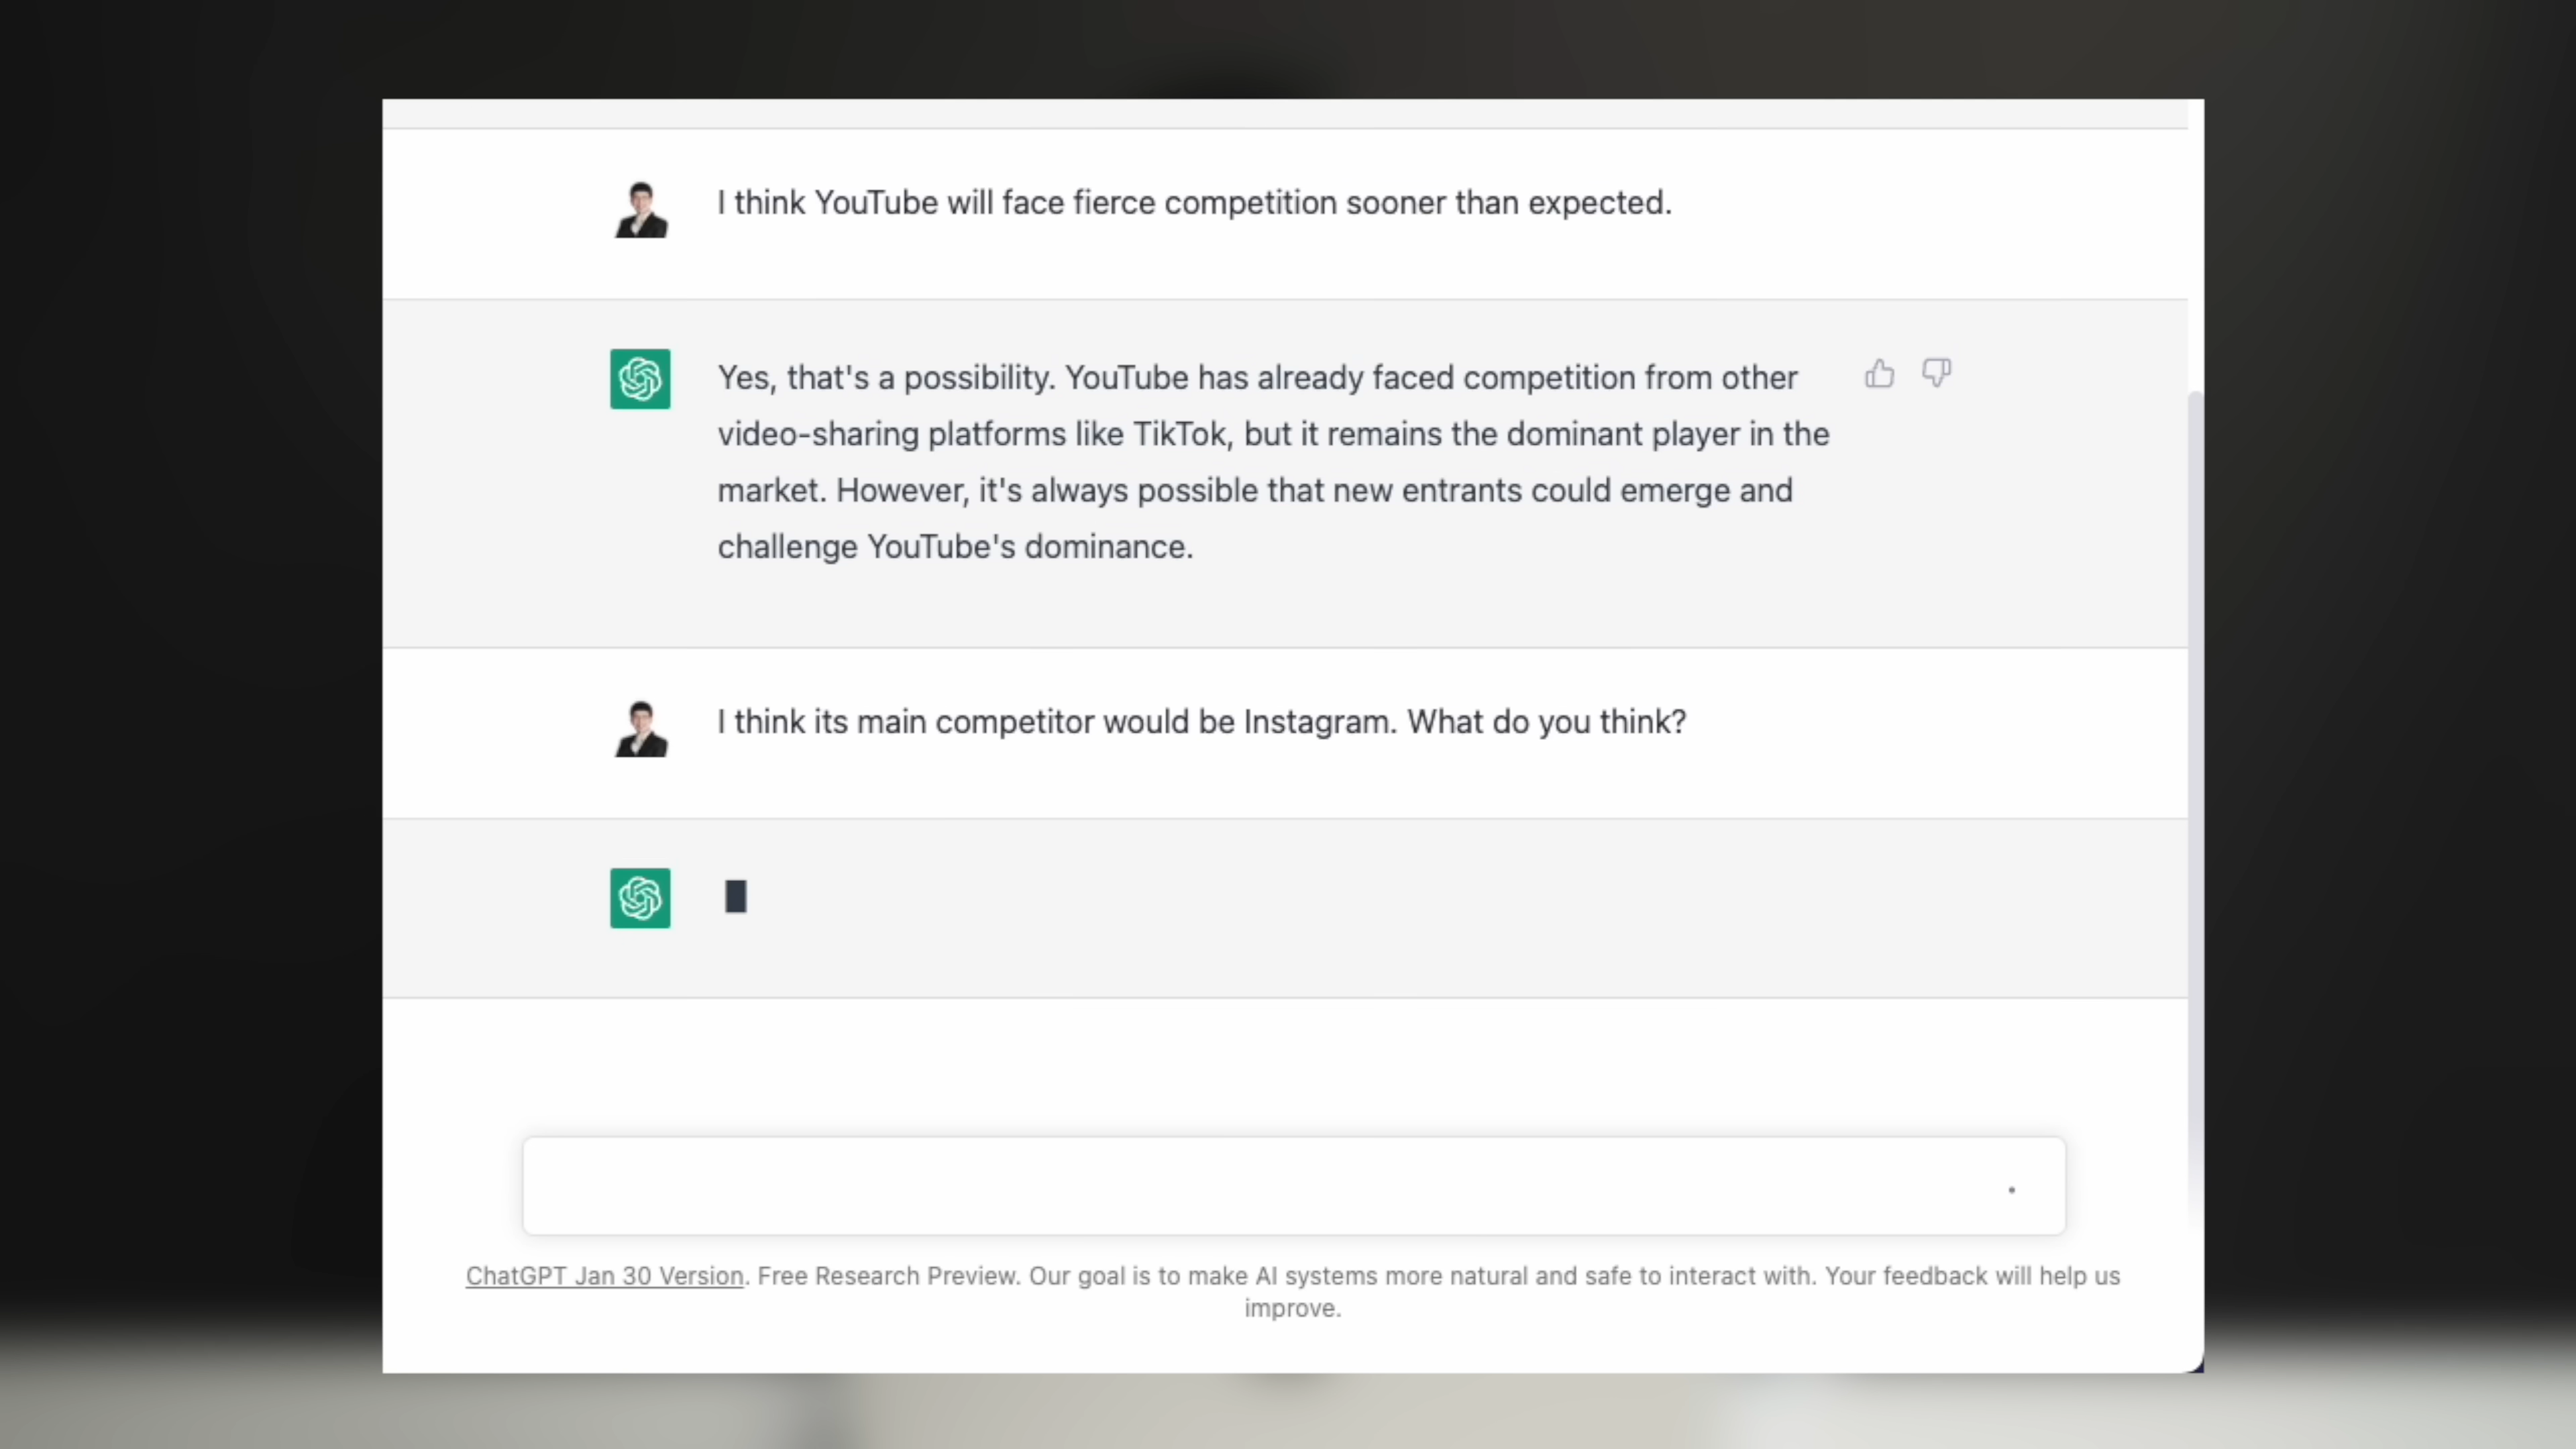 I think YouTube will face fierce competition sooner than expected.
Yes, that's a possibility. YouTube has already faced competition from other
video-sharing platforms like TikTok, but it remains the dominant player in the
market. However, it's always possible that new entrants could emerge and
challenge YouTube's dominance.
I think its main competitor would be Instagram. What do you think?
ChatGPT Jan 30 Version. Free Research Preview. Our goal is to make AI systems more natural and safe to interact with. Your feedback will help us
improve.